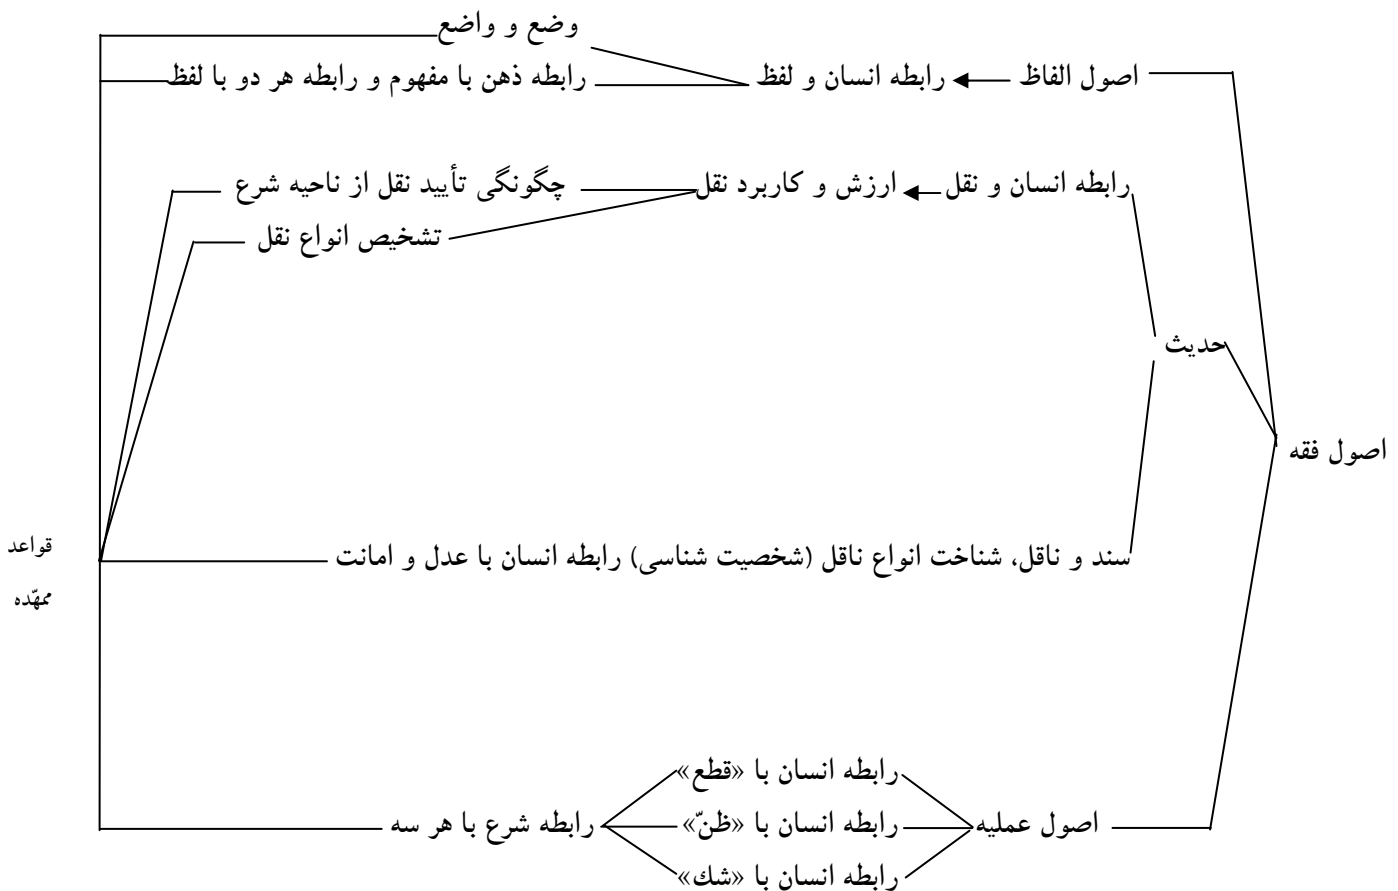 وضع و واضع
اصول الفاظ رابطه انسان و لفظ رابطه ذهن با مفهوم و رابطه هر دو با لفظ
رابطه انسان و نقل ارزش و کاربرد نقل چگونگی تأیید نقل از ناحیه شرع
تشخیص انواع نقل
حدیث
اصول فقه
سند و ناقل، شناخت انواع ناقل (شخصیت شناسی) رابطه انسان با عدل و امانت
قواعد
ممهّده
رابطه انسان با «قطع»
اصول عملیه رابطه انسان با «ظنّ» رابطه شرع با هر سه
رابطه انسان با «شك»